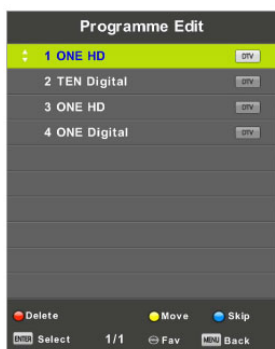 Programme Edit
1 ONE HD DTV
2 TEN Digital DTV
3 ONE HD DTV
4 ONE Digital DTV
Delete Move Skip
ENTER Select 1/1 Fav MENU Back